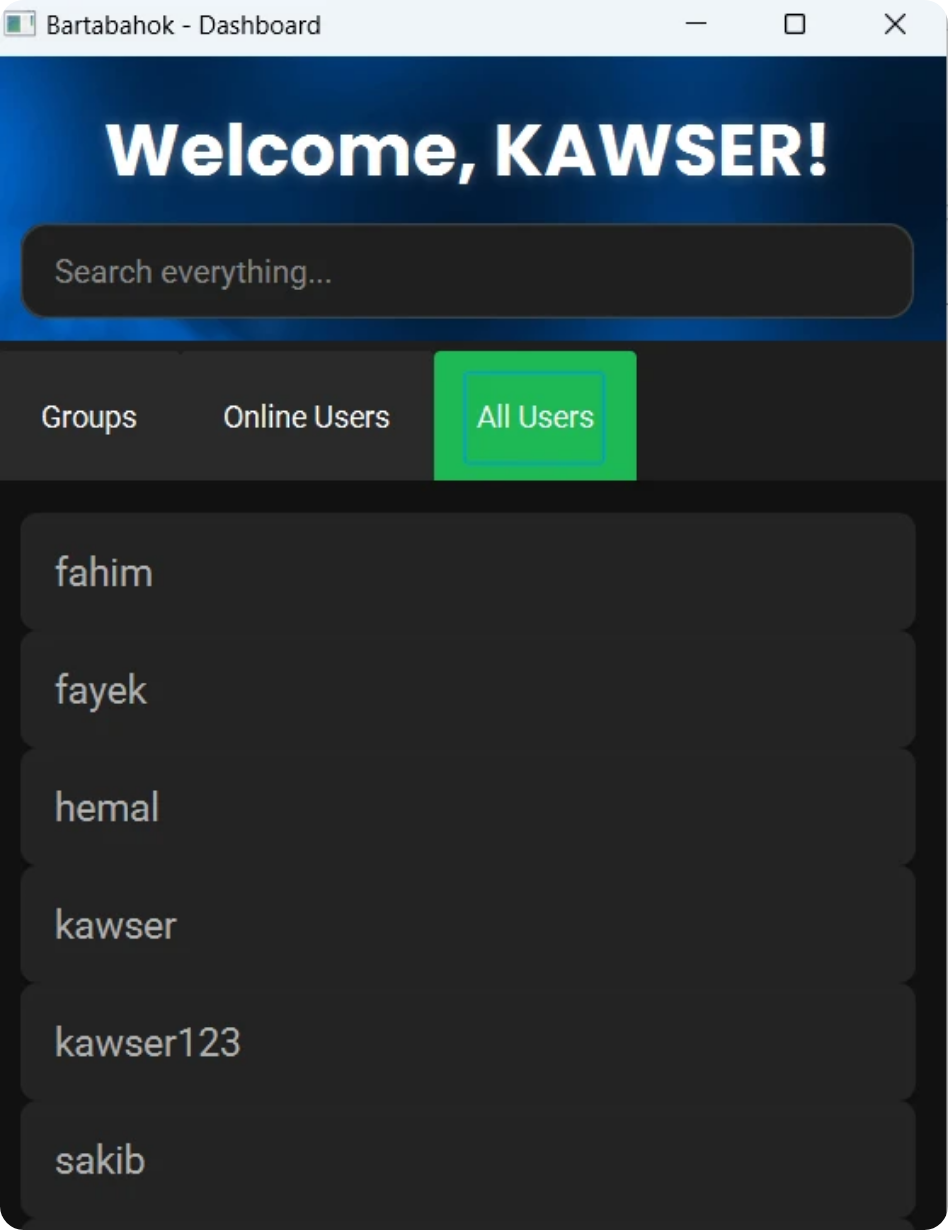 Bartabahok - Dashboard
Welcome, KAWSER!
Search everything...
Groups Online Users All Users
fahim
fayek
hemal
kawser
kawser123
sakib